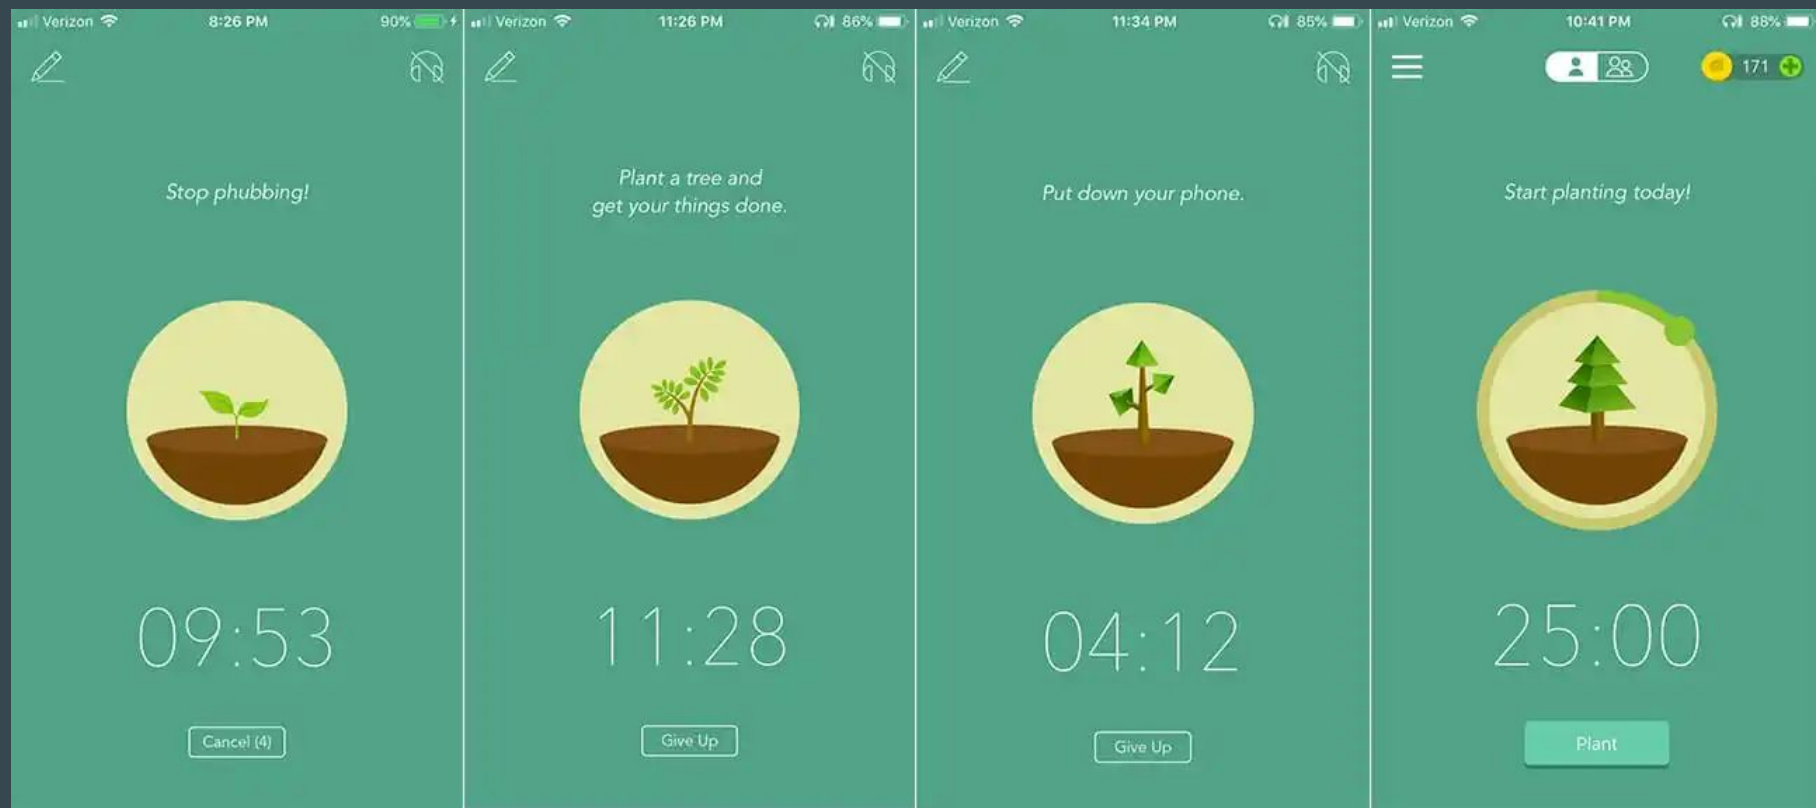 Verizon 8:26 PM 90%
Stop phubbing!
09:53
Cancel (4)
Verizon 11:26 PM 86%
Plant a tree and
get your things done.
11:28
Give Up
Verizon 11:34 PM 85%
Put down your phone.
04:12
Give Up
Verizon 10:41 PM 88%
171
Start planting today!
25:00
Plant